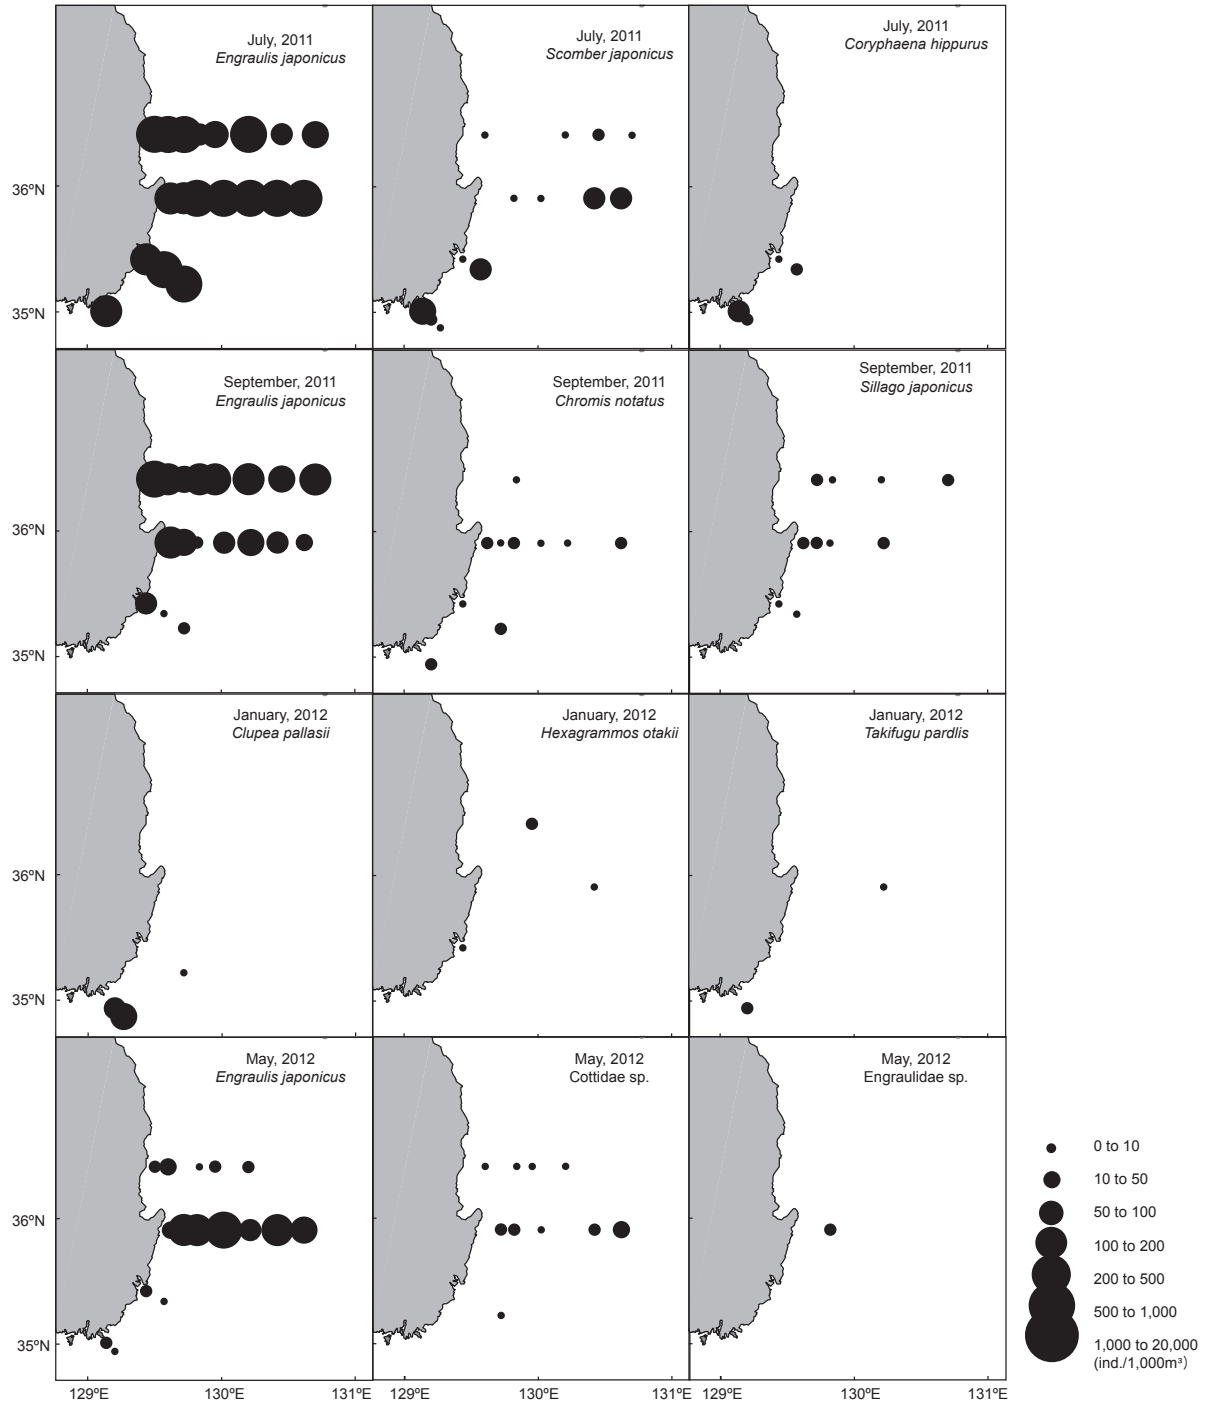 July, 2011
Engraulis japonicus
July, 2011
Scomber japonicus
July, 2011
Coryphaena hippurus
36ºN
35ºN
September, 2011
Engraulis japonicus
September, 2011
Chromis notatus
September, 2011
Sillago japonicus
36ºN
35ºN
January, 2012
Clupea pallasii
January, 2012
Hexagrammos otakii
January, 2012
Takifugu pardlis
36ºN
35ºN
May, 2012
Engraulis japonicus
May, 2012
Cottidae sp.
May, 2012
Engraulidae sp.
36ºN
35ºN
129ºE 130ºE 131ºE 130ºE 131ºE 129ºE 130ºE 131ºE
0 to 10
10 to 50
50 to 100
100 to 200
200 to 500
500 to 1,000
1,000 to 20,000
(ind./1,000m³)